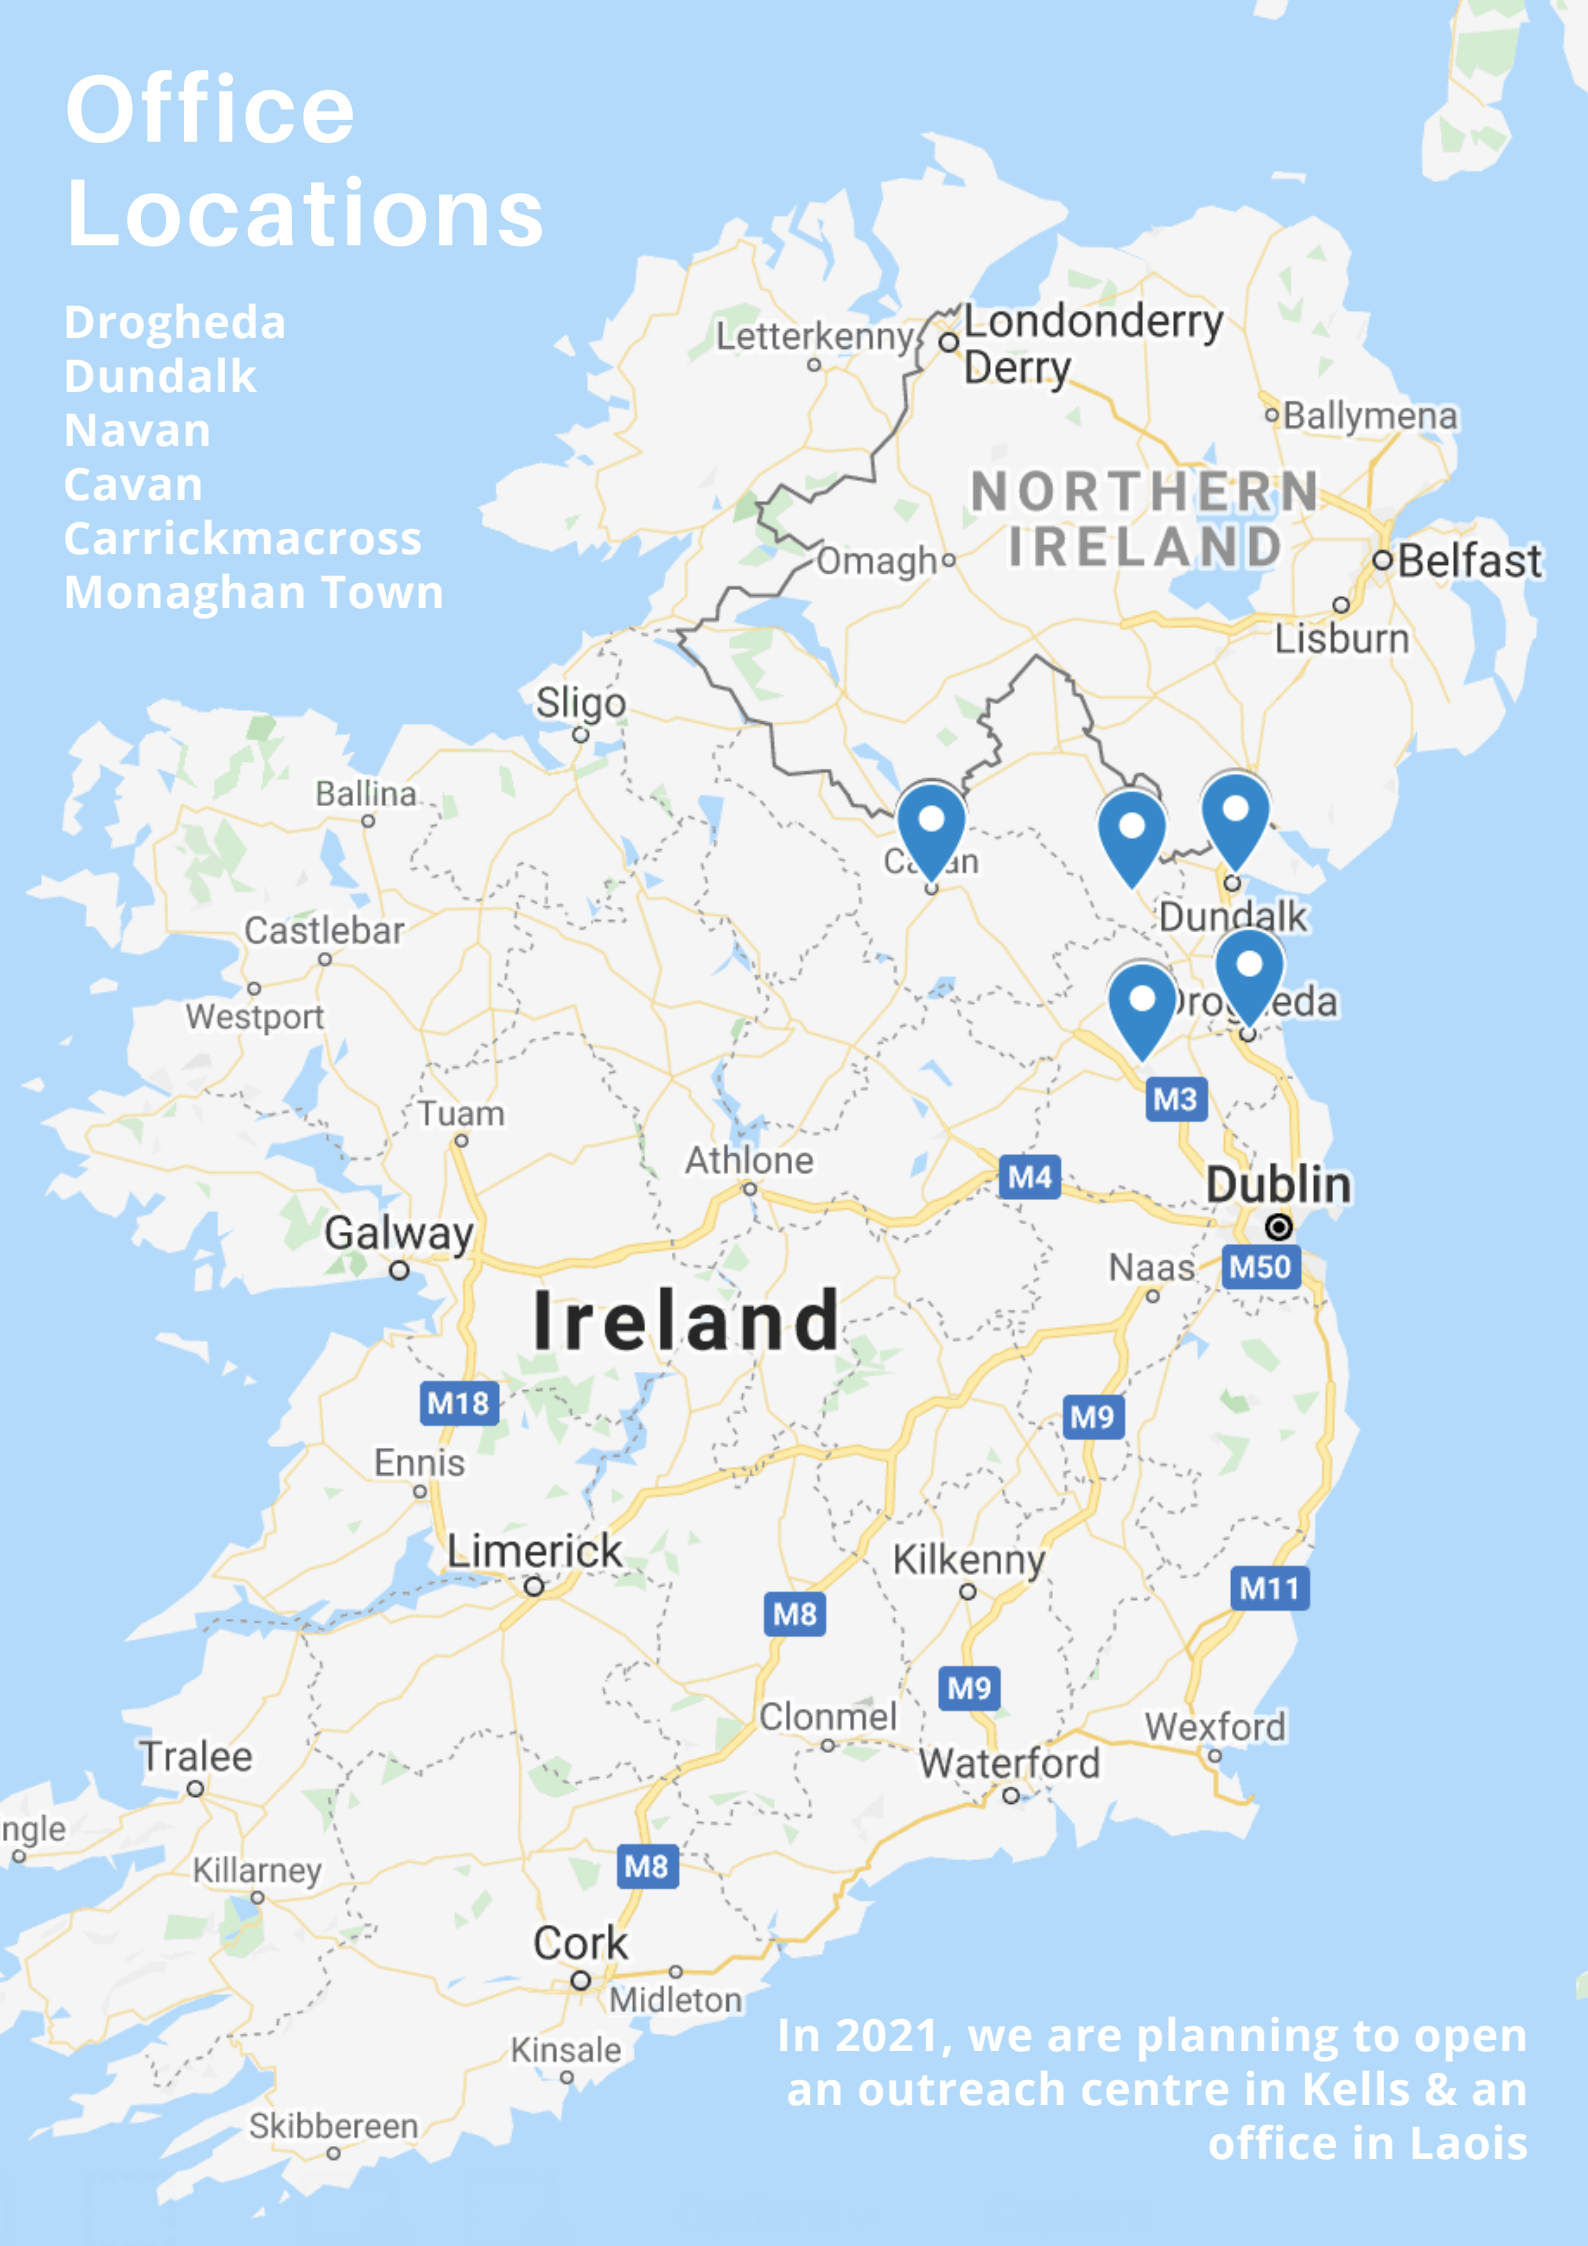 Office
Locations
Drogheda
Dundalk
Navan
Cavan
Carrickmacross
Monaghan Town
Londonderry
Derry
Letterkenny
Ballymena
NORTHERN
IRELAND
Omagh
Belfast
Lisburn
Sligo
Ballina
Dundalk
Castlebar
Westport
M3
Tuam
Athlone
M4
Dublin
Galway
Naas
M50
Ireland
M18
M9
Ennis
Limerick
Kilkenny
M11
M8
M9
Clonmel
Wexford
Tralee
Waterford
ngle
Killarney
M8
Cork
Midleton
Kinsale
Skibbereen
In 2021, we are planning to open
an outreach centre in Kells & an
office in Laois